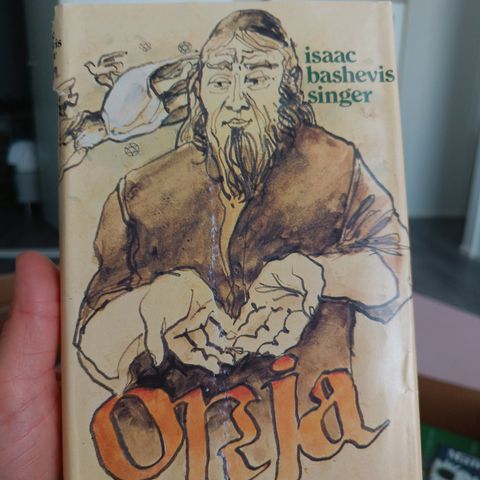 isaac
bashevis
singer
orja